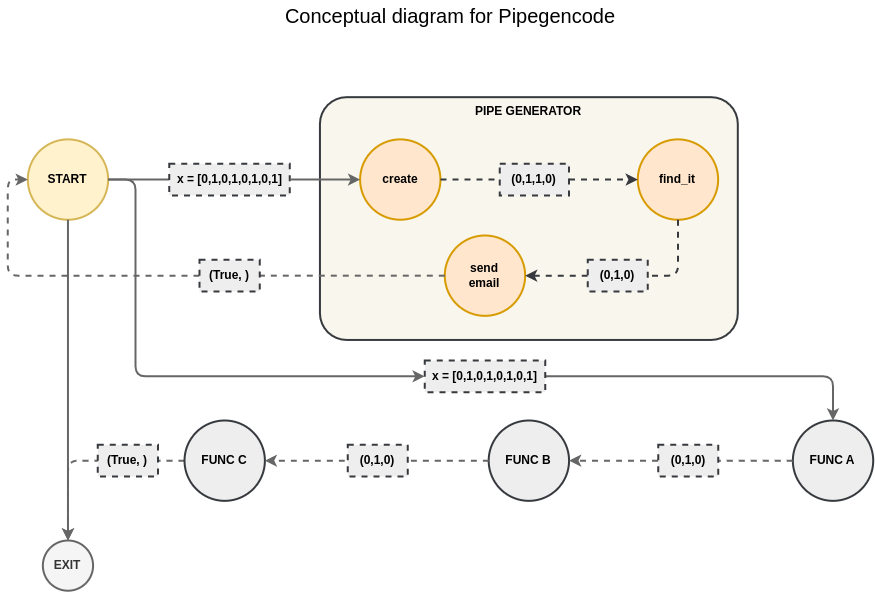 Conceptual diagram for Pipegencode
PIPE GENERATOR
START
x = [0,1,0,1,0,1,0,1]
create
(0,1,1,0)
find_it
(True, )
send
email
(0,1,0)
x = [0,1,0,1,0,1,0,1]
(True, )
FUNC C
(0,1,0)
FUNC B
(0,1,0)
FUNC A
EXIT